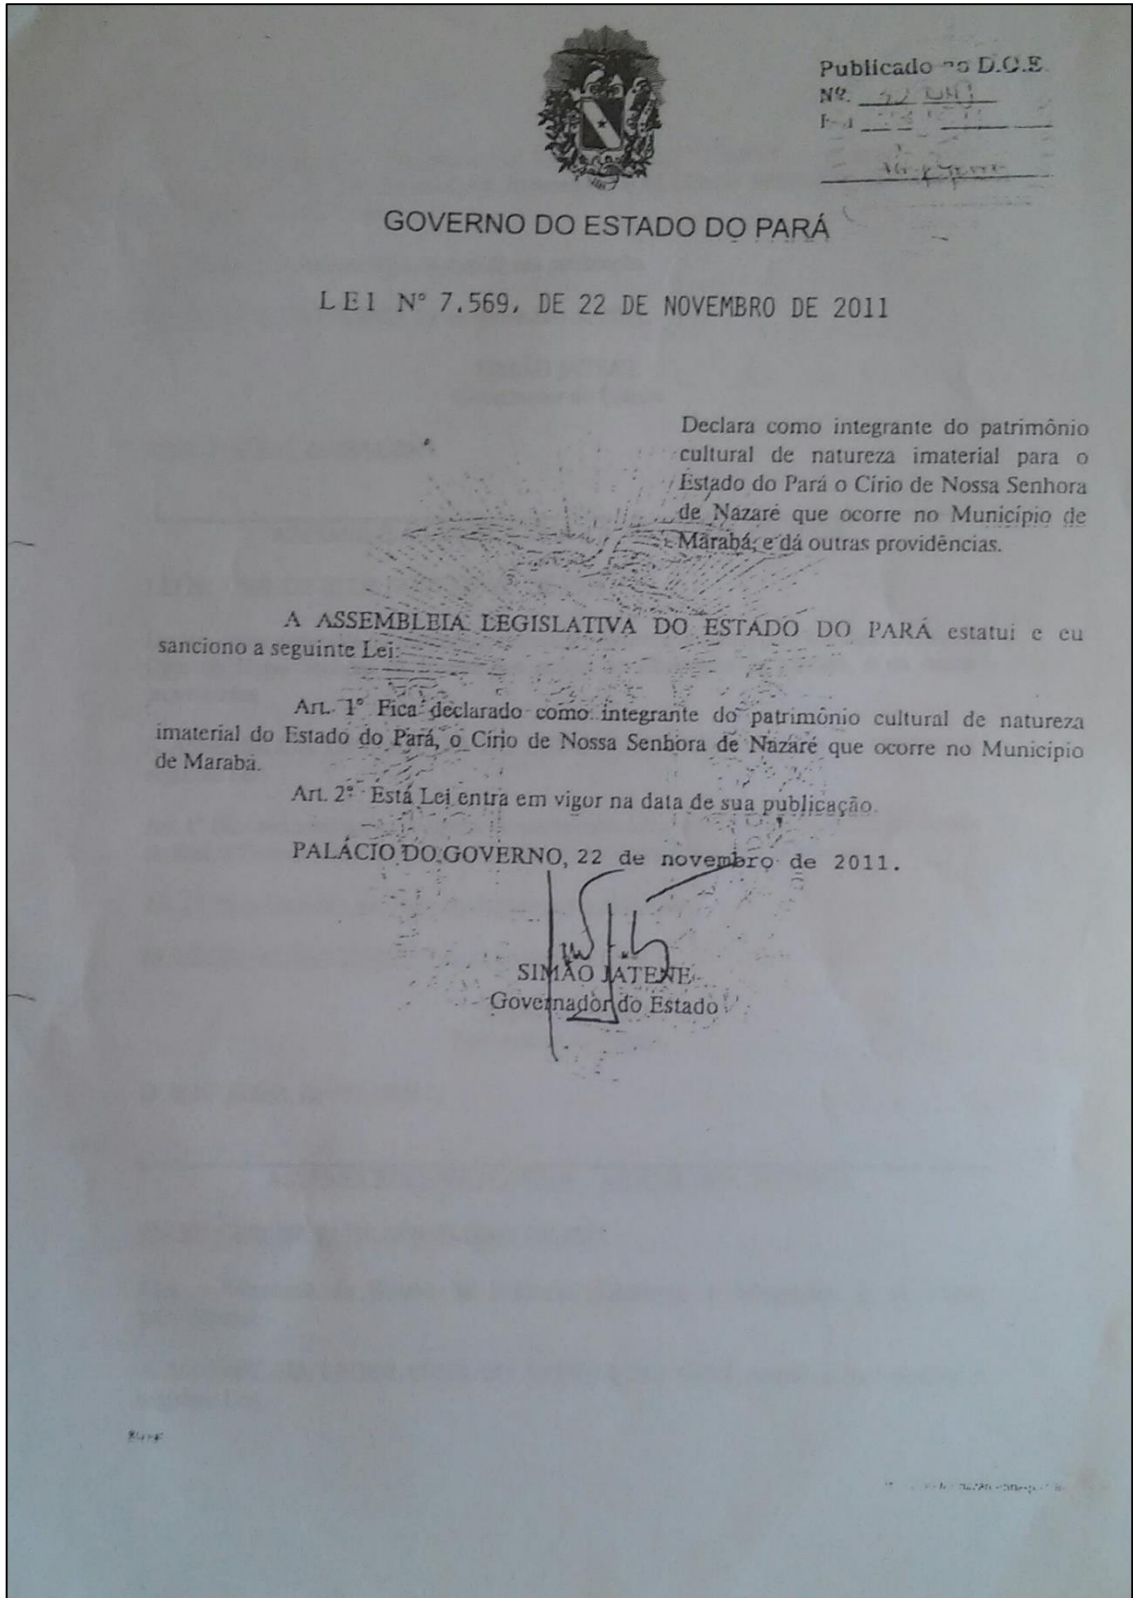 Publicado no D.O.E.
Nº.
GOVERNO DO ESTADO DO PARÁ
LEI Nº 7.569, DE 22 DE NOVEMBRO DE 2011
Declara como integrante do patrimônio
cultural de natureza imaterial para o
Estado do Pará o Círio de Nossa Senhora
de Nazaré que ocorre no Município de
Marabá, e dá outras providências.
A ASSEMBLEIA LEGISLATIVA DO ESTADO DO PARÁ estatui e eu
sanciono a seguinte Lei:
Art. 1º Fica declarado como integrante do patrimônio cultural de natureza
imaterial do Estado do Pará, o Círio de Nossa Senhora de Nazaré que ocorre no Município
de Marabá.
Art. 2º Está Lei entra em vigor na data de sua publicação.
PALÁCIO DO GOVERNO, 22 de novembro de 2011.
SIMÃO JATENE
Governador do Estado